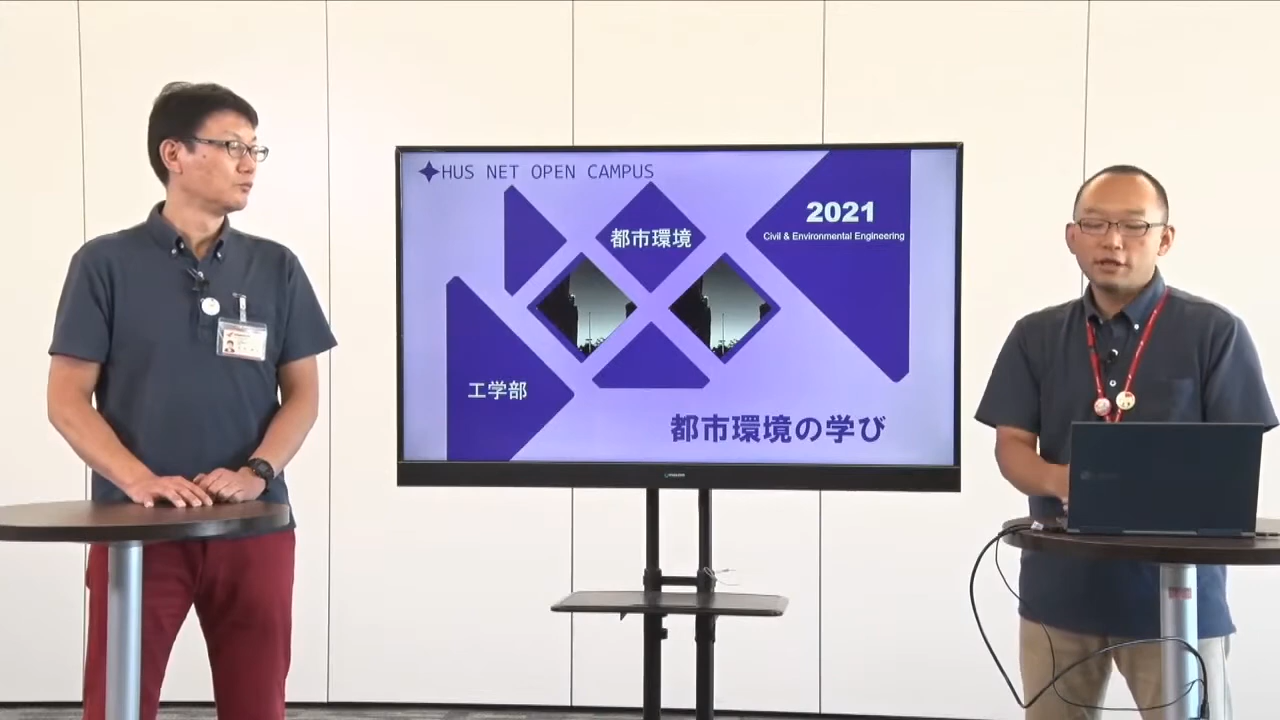 HUS NET OPEN CAMPUS
2021
Civil & Environmental Engineering
都市環境
工学部
都市環境の学び